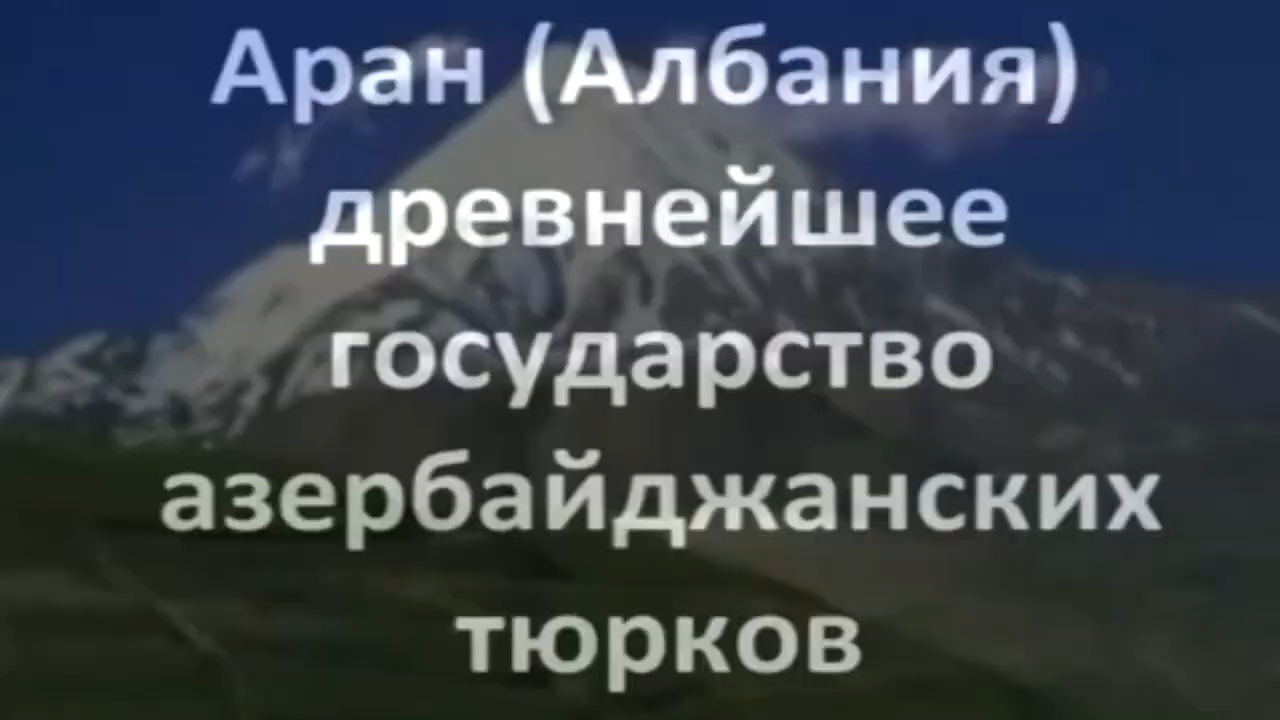 Аран (Албания)
древнейшее
государство
азербайджанских
тюрков